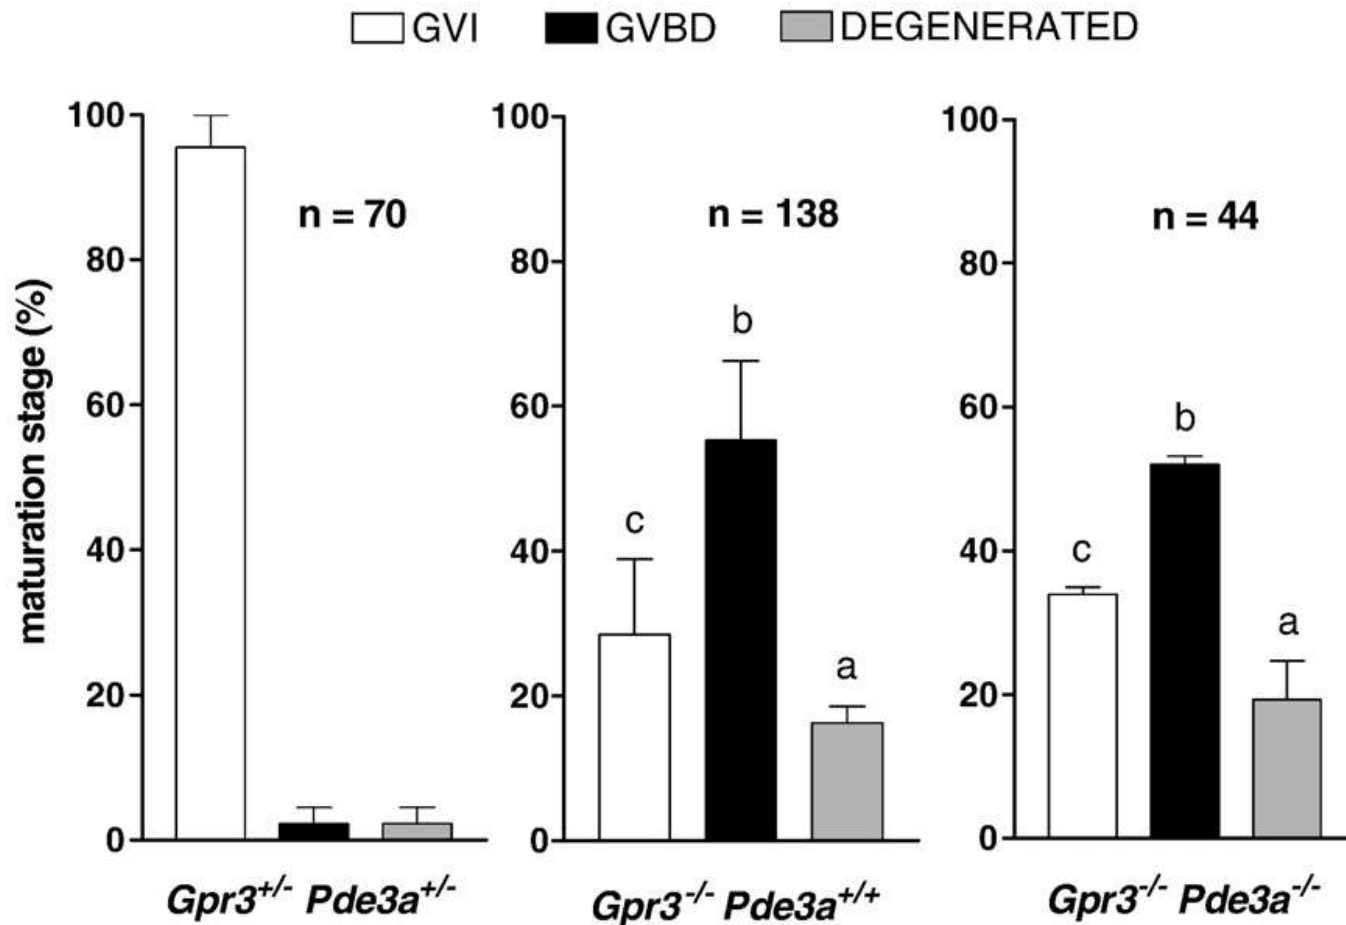 GVI GVBD DEGENERATED
maturation stage (%)
100
80
60
40
20
0
n = 70
Gpr3+/- Pde3a+/-
100
80
60
40
20
0
n = 138
c
b
a
Gpr3-/- Pde3a+/+
100
80
60
40
20
0
n = 44
c
b
a
Gpr3-/- Pde3a-/-